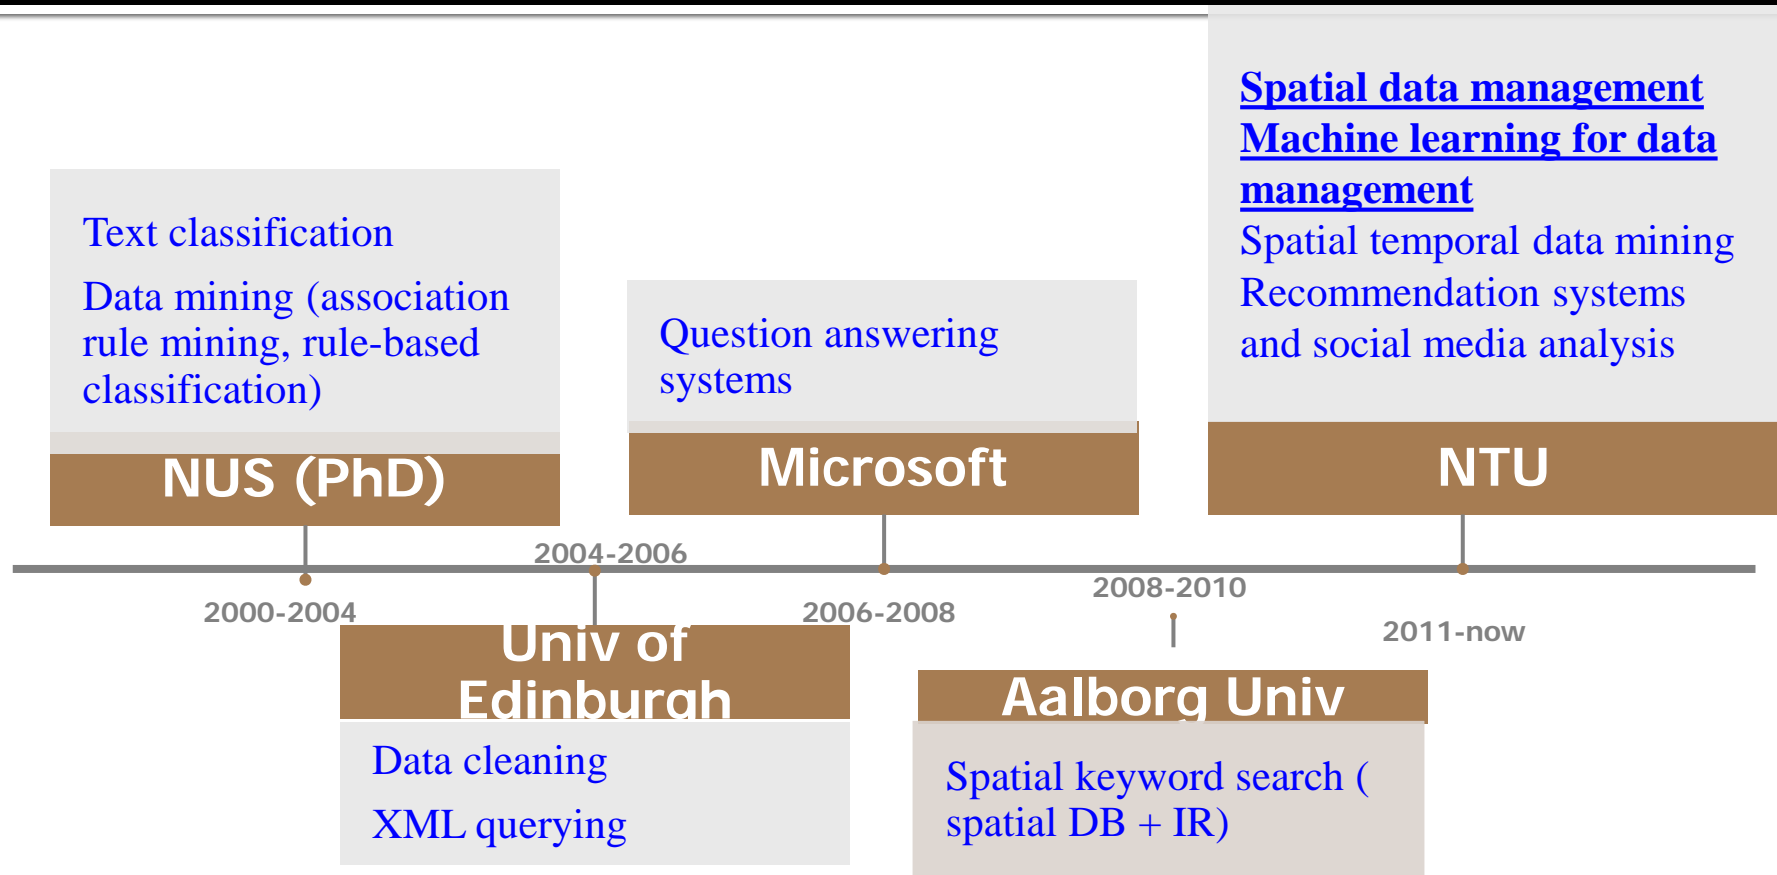 Spatial data management
Machine learning for data
management
Spatial temporal data mining
Recommendation systems
and social media analysis
Text classification
Data mining (association
rule mining, rule-based
classification)
Question answering
systems
NUS (PhD)
Microsoft
NTU
2004-2006
2008-2010
2000-2004
2006-2008
2011-now
Univ of
Edinburgh
Aalborg Univ
Data cleaning
XML querying
Spatial keyword search (
spatial DB + IR)